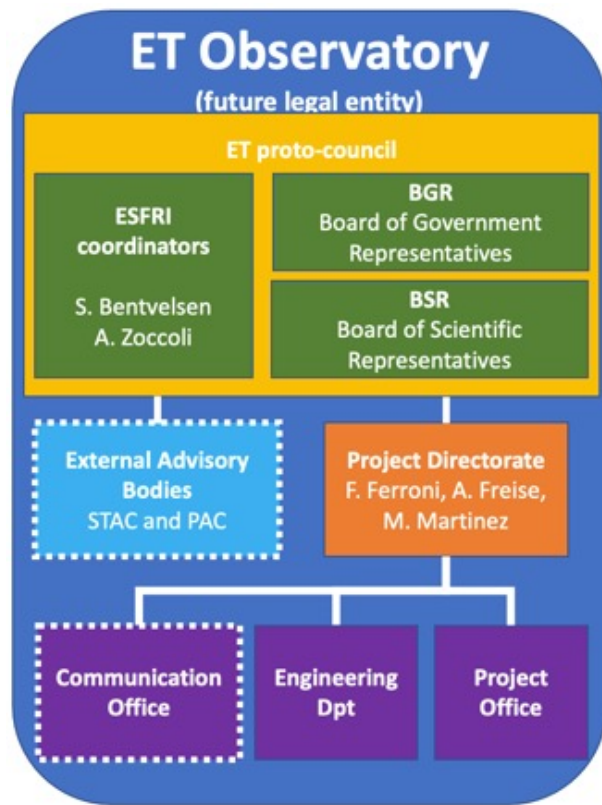 ET Observatory
(future legal entity)
ET proto-council
ESFRI
coordinators
S. Bentvelsen
A. Zoccoli
BGR
Board of Government
Representatives
BSR
Board of Scientific
Representatives
External Advisory
Bodies
STAC and PAC
Project Directorate
F. Ferroni, A. Freise,
M. Martinez
Communication
Office
Engineering
Dpt
Project
Office